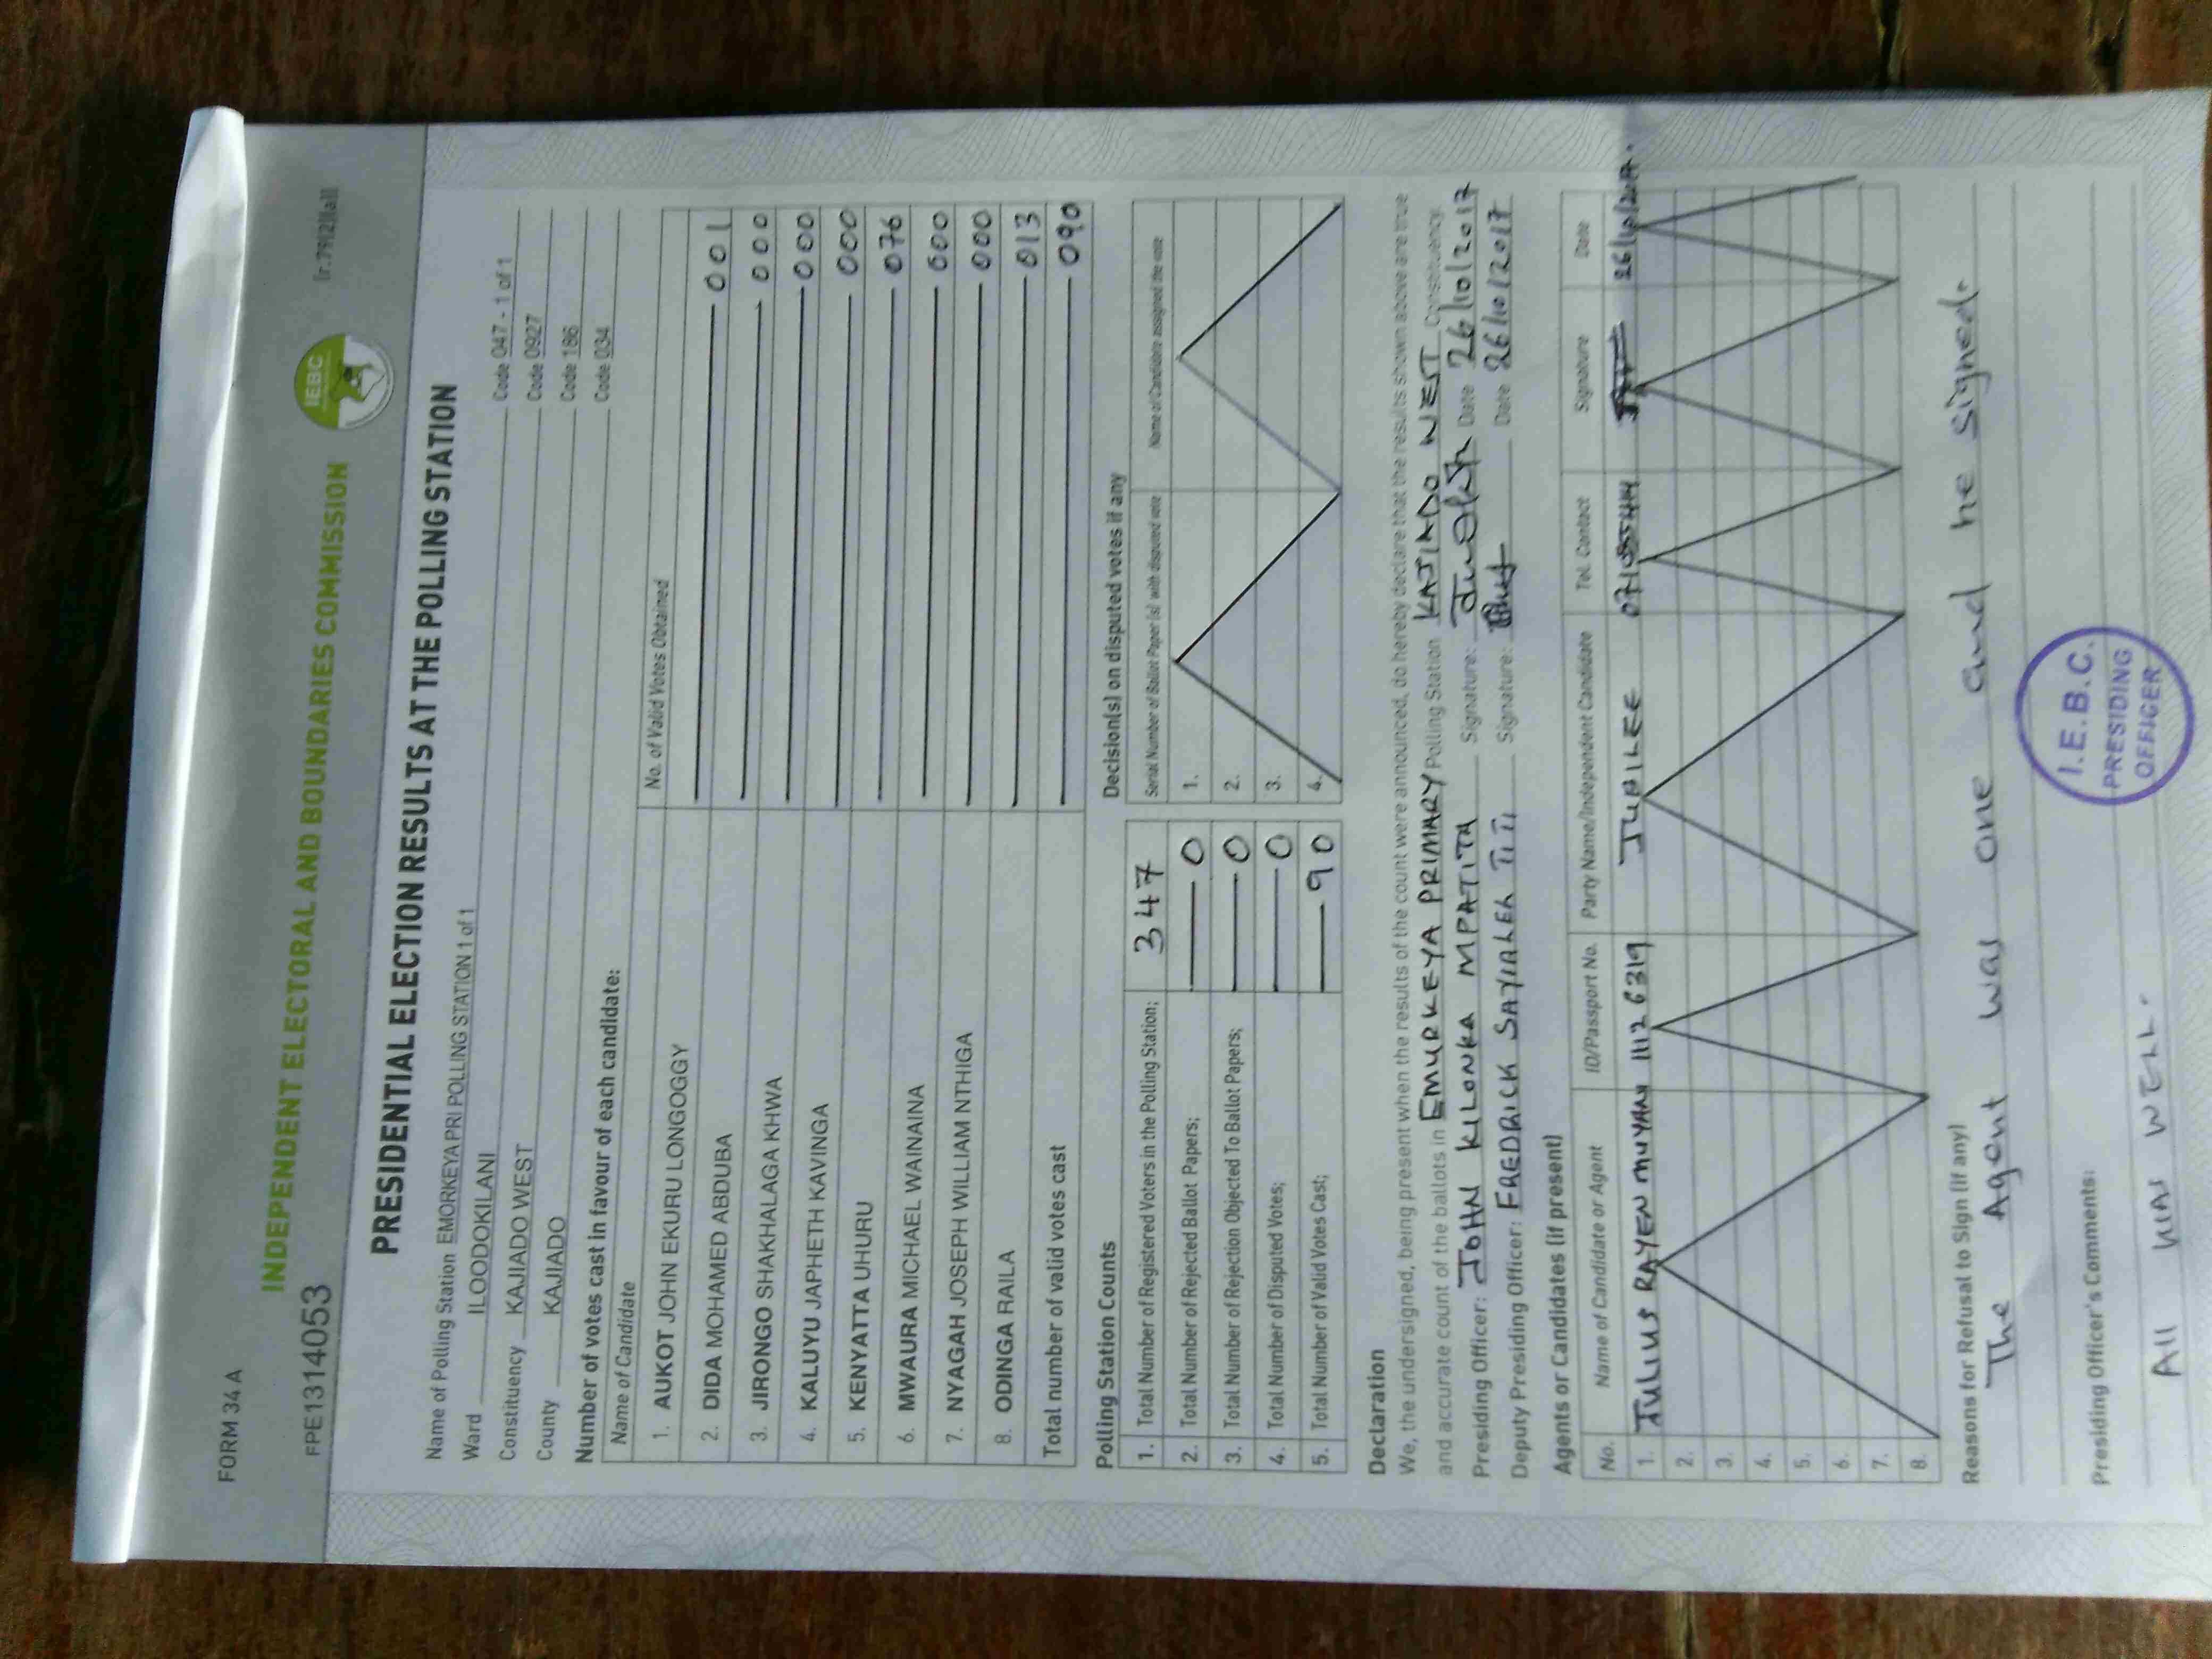 FORM 34 A
INDEPENDENT ELECTORAL AND BOUNDARIES COMMISSION
IEBC
FPE1314053
(r.79(2)(a))
PRESIDENTIAL ELECTION RESULTS AT THE POLLING STATION
Name of Polling Station EMORKEYA PRI POLLING STATION 1 of 1 Code 047 - 1 of 1
Ward ILOODOKILANI Code 0927
Constituency KAJIADO WEST Code 186
County KAJIADO Code 034
Number of votes cast in favour of each candidate:
Name of Candidate No. of Valid Votes Obtained
1. AUKOT JOHN EKURU LONGOGGY 001
2. DIDA MOHAMED ABDUBA 000
3. JIRONGO SHAKHALAGA KHWA 000
4. KALUYU JAPHETH KAVINGA 000
5. KENYATTA UHURU 076
6. MWAURA MICHAEL WAINAINA 000
7. NYAGAH JOSEPH WILLIAM NTHIGA 000
8. ODINGA RAILA 013
Total number of valid votes cast 090
Polling Station Counts
1. Total Number of Registered Voters in the Polling Station; 347
2. Total Number of Rejected Ballot Papers; 0
3. Total Number of Rejection Objected To Ballot Papers; 0
4. Total Number of Disputed Votes; 0
5. Total Number of Valid Votes Cast; 90
Decision(s) on disputed votes if any
Serial Number of Ballot Paper (s) with disputed vote Name of Candidate assigned the vote
1.
2.
3.
4.
Declaration
We, the undersigned, being present when the results of the count were announced, do hereby declare that the results shown above are true
and accurate count of the ballots in EMURKEYA PRIMARY Polling Station KAJIADO WEST Constituency.
Presiding Officer: JOHN KILONKA MPATITA Signature: Date 26/10/2017
Deputy Presiding Officer: FREDRICK SAYIALEL TITI Signature: Date 26/10/2017
Agents or Candidates (if present)
No. Name of Candidate or Agent ID/Passport No. Party Name/Independent Candidate Tel. Contact Signature Date
1. JULIUS RAYEN MUYAN 11126319 JUBILEE
2.
3.
4.
5.
6.
7.
8.
Reasons for Refusal to Sign (if any)
The Agent was one and he signed.
Presiding Officer's Comments:
All WAS WELL.
I.E.B.C.
PRESIDING
OFFICER